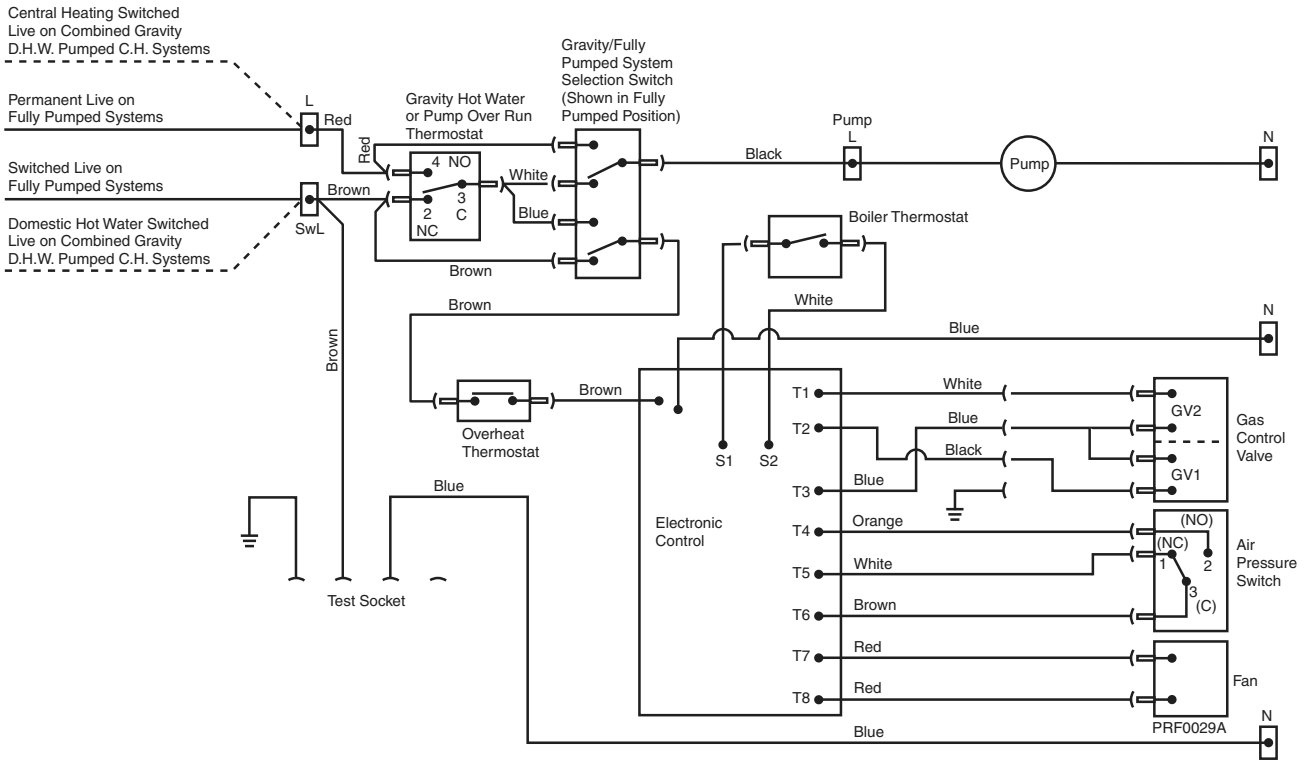 Central Heating Switched
Live on Combined Gravity
D.H.W. Pumped C.H. Systems
Permanent Live on
Fully Pumped Systems
L
Red
Switched Live on
Fully Pumped Systems
Brown
SwL
Domestic Hot Water Switched
Live on Combined Gravity
D.H.W. Pumped C.H. Systems
Red
Gravity Hot Water
or Pump Over Run
Thermostat
4 NO
3
C
2
NC
White
Blue
Brown
Gravity/Fully
Pumped System
Selection Switch
(Shown in Fully
Pumped Position)
Black
Pump
L
Pump
N
Boiler Thermostat
White
Brown
Brown
Blue
N
Overheat
Thermostat
Brown
S1
S2
Electronic
Control
T1
T2
T3
T4
T5
T6
T7
T8
White
Blue
Black
Blue
Orange
White
Brown
Red
Red
GV2
GV1
Gas
Control
Valve
(NO)
(NC)
1
2
3
(C)
Air
Pressure
Switch
Fan
PRF0029A
Blue
Test Socket
Blue
N